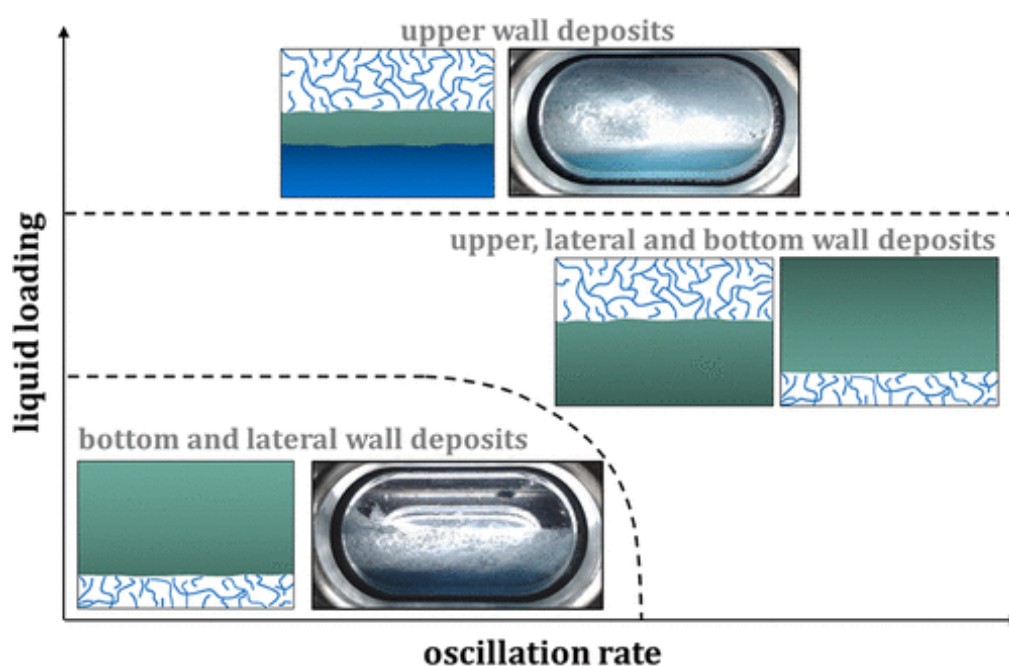 upper wall deposits
upper, lateral and bottom wall deposits
liquid loading
bottom and lateral wall deposits
oscillation rate